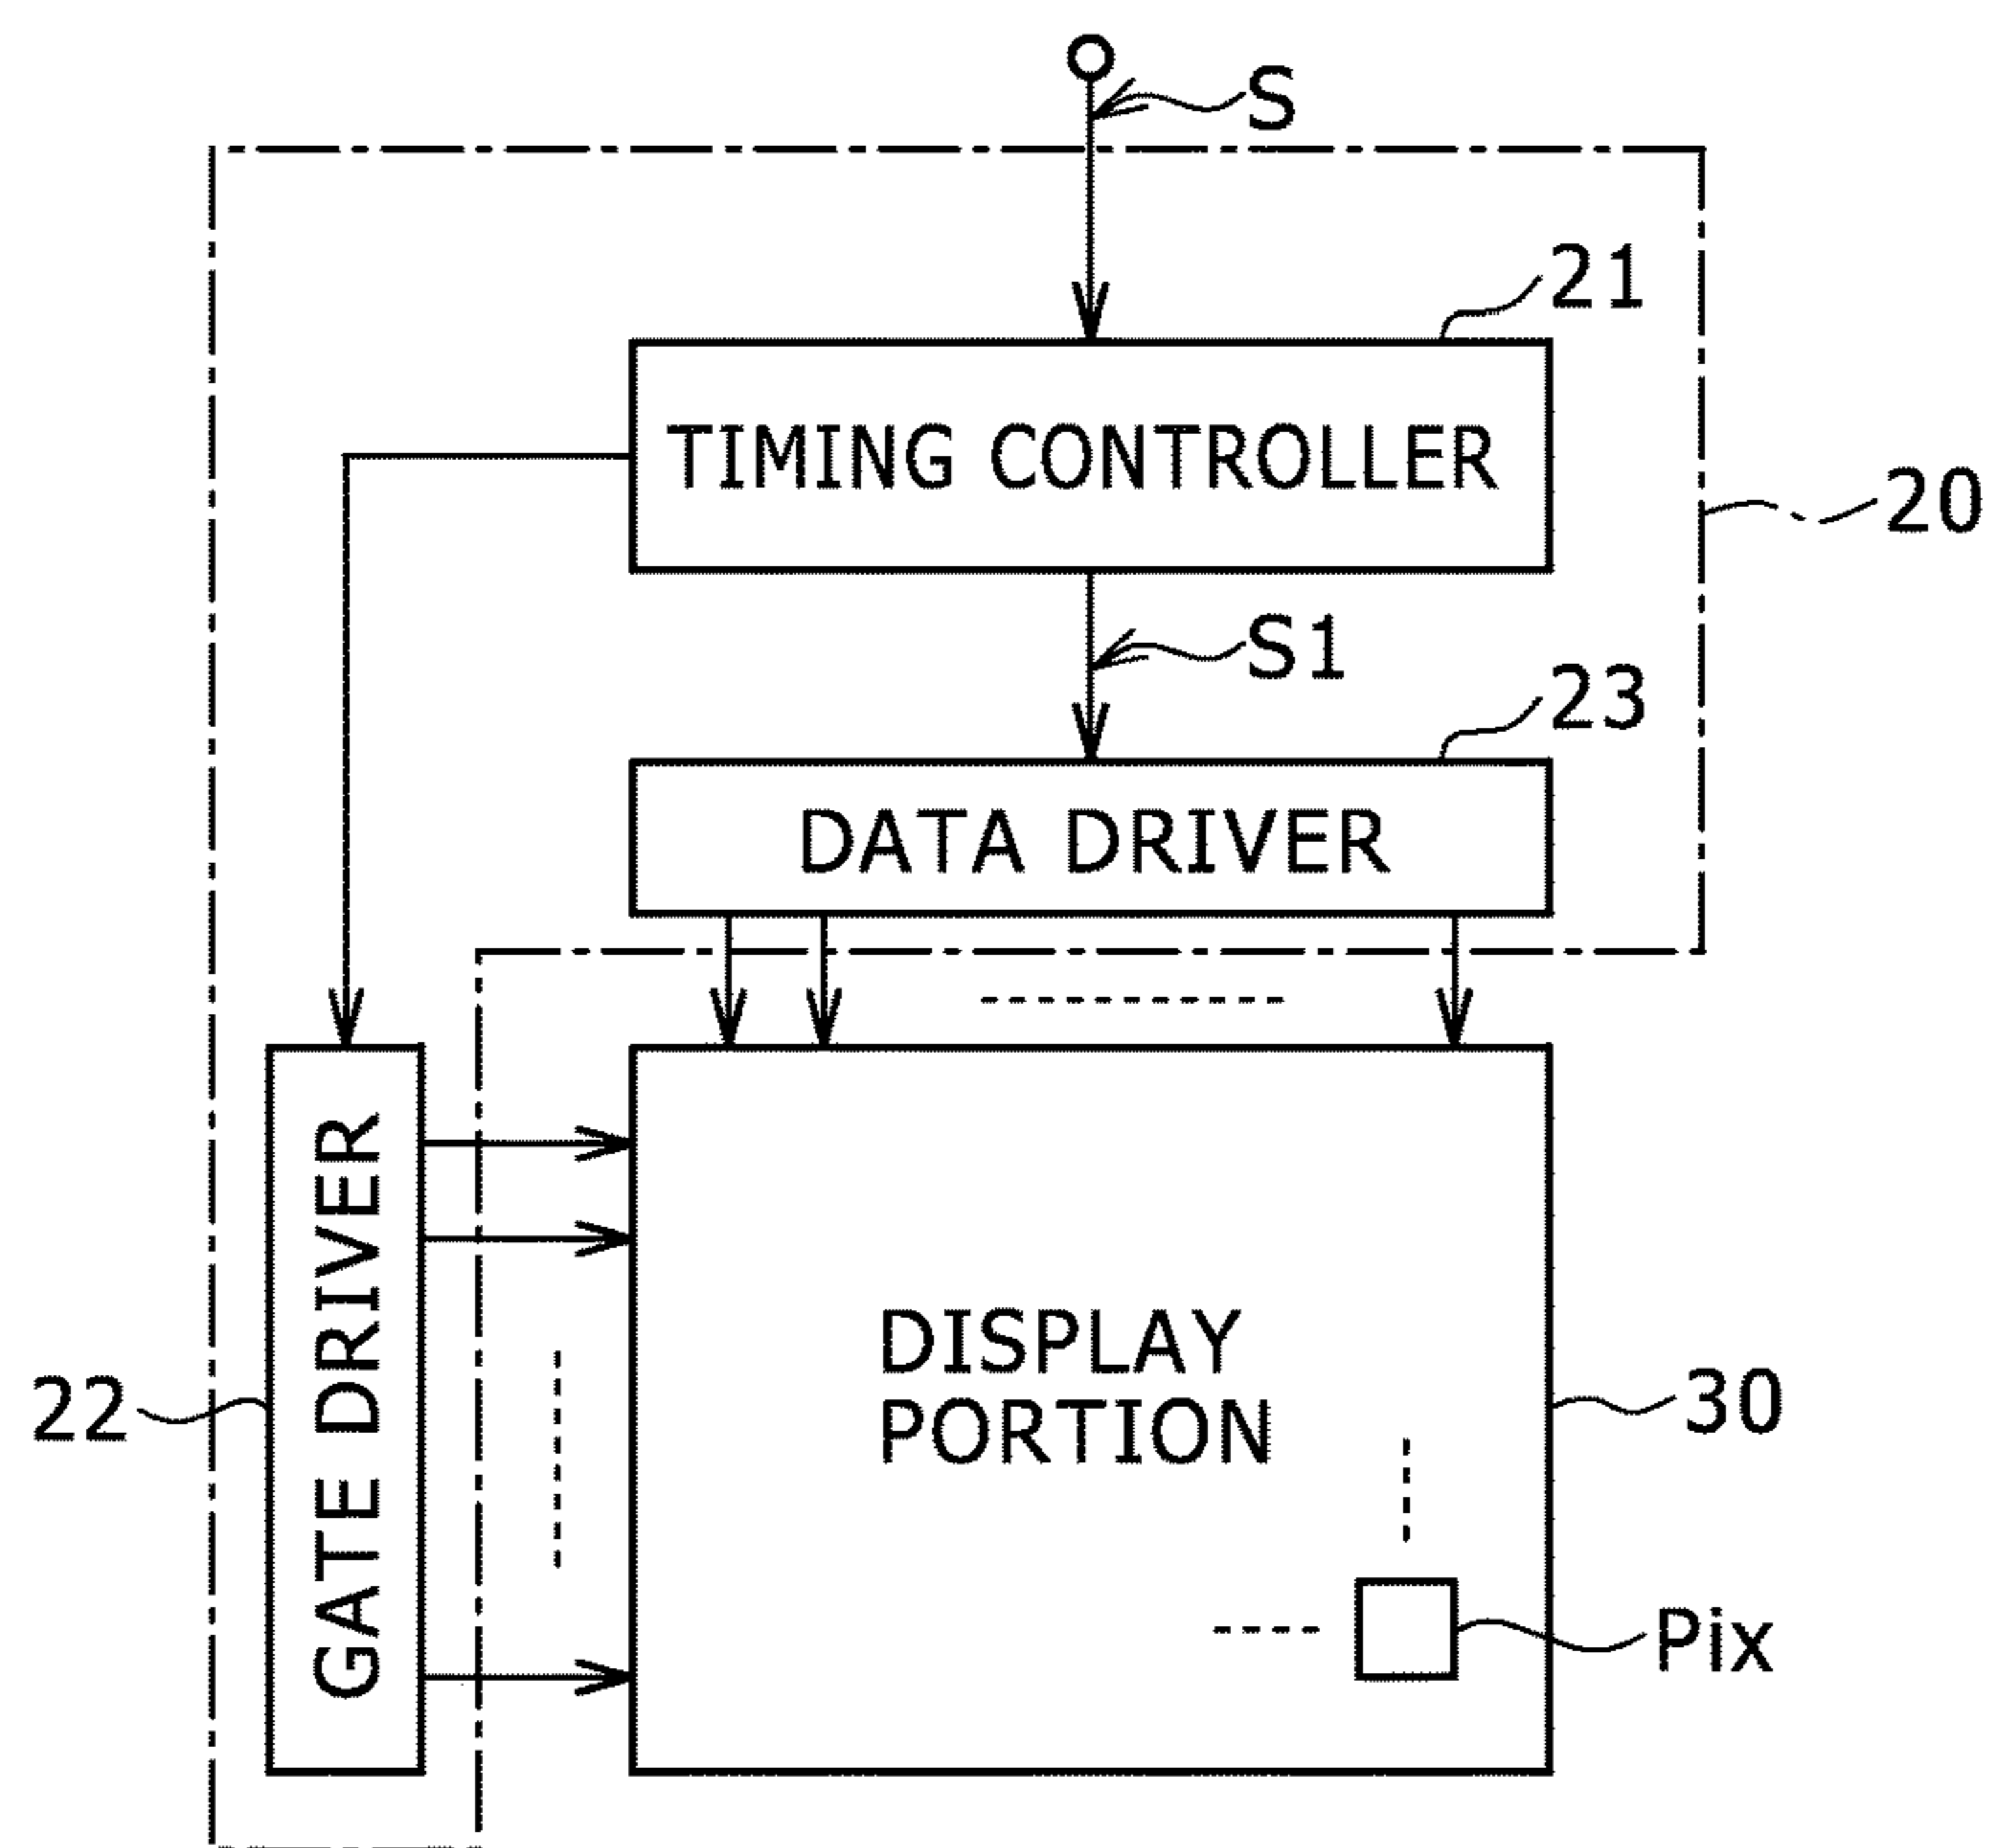 S
21
TIMING CONTROLLER
20
S1
23
DATA DRIVER
GATE DRIVER
22
DISPLAY
PORTION
30
Pix